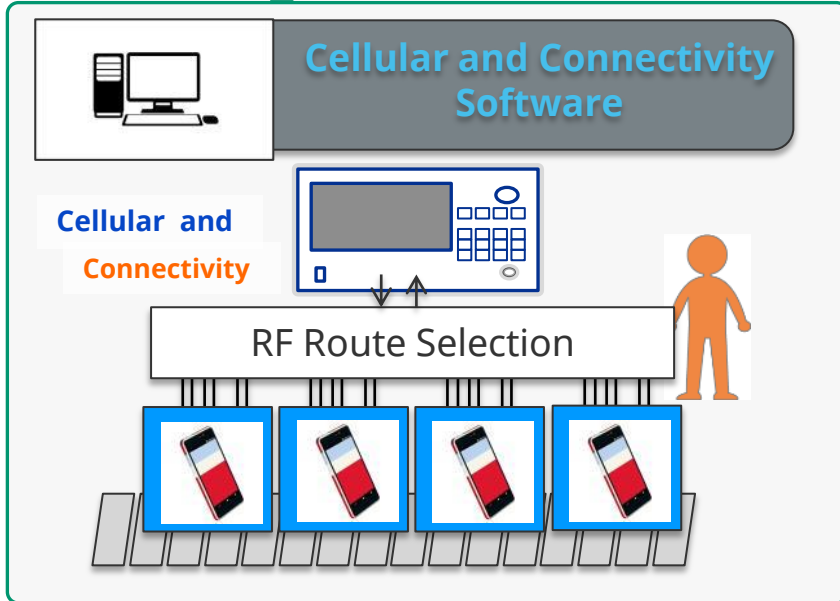 Cellular and Connectivity
Software
Cellular and
Connectivity
RF Route Selection